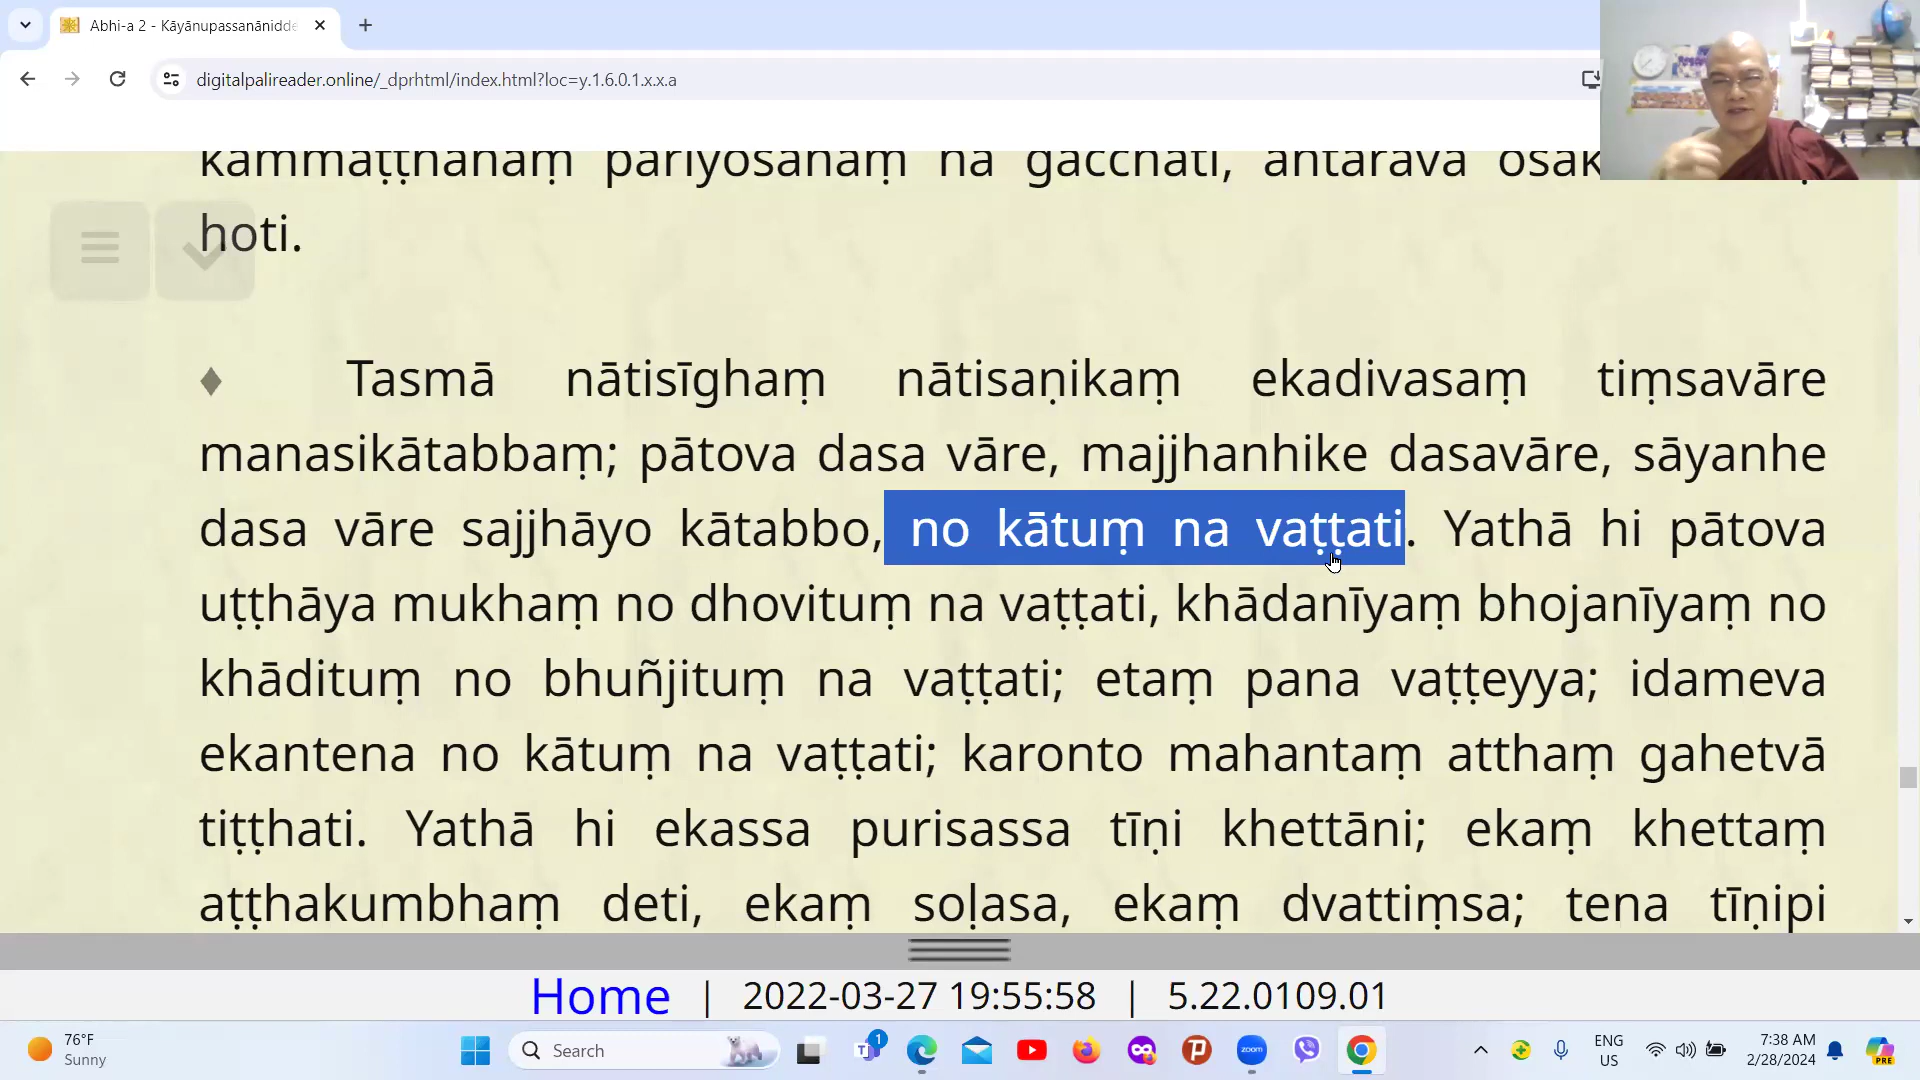 Abhi-a 2 - Kāyānupassanānidde
digitalpalireader.online/_dprhtml/index.html?loc=y.1.6.0.1.x.x.a
kammaṭṭhānaṃ pariyosānaṃ na gacchati, antarāva
hoti.
♦ Tasmā nātisīghaṃ nātisaṇikaṃ ekadivasaṃ tiṃsavāre
manasikātabbaṃ; pātova dasa vāre, majjhanhike dasavāre, sāyanhe
dasa vāre sajjhāyo kātabbo, no kātuṃ na vaṭṭati. Yathā hi pātova
uṭṭhāya mukhaṃ no dhovituṃ na vaṭṭati, khādanīyaṃ bhojanīyaṃ no
khādituṃ no bhuñjituṃ na vaṭṭati; etaṃ pana vaṭṭeyya; idameva
ekantena no kātuṃ na vaṭṭati; karonto mahantaṃ atthaṃ gahetvā
tiṭṭhati. Yathā hi ekassa purisassa tīṇi khettāni; ekaṃ khettaṃ
aṭṭhakumbhaṃ deti, ekaṃ soḷasa, ekaṃ dvattiṃsa; tena tīṇipi
Home | 2022-03-27 19:55:58 | 5.22.0109.01
76°F
Sunny
Search
1
zoom
ENG
US
7:38 AM
2/28/2024
PRE